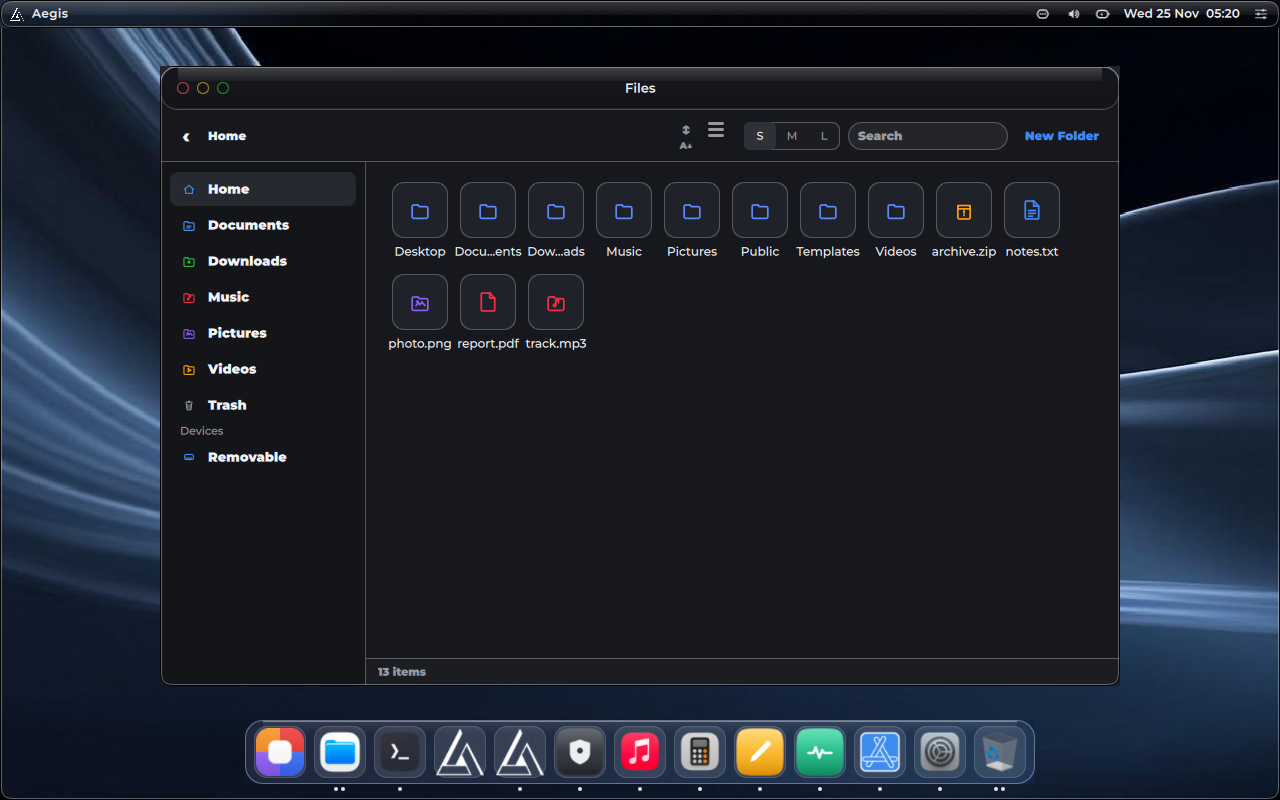 Aegis
Wed 25 Nov 05:20
Files
Home
A+
S M L
Search
New Folder
Home
Documents
Downloads
Music
Pictures
Videos
Trash
Devices
Removable
Desktop Docu...ents Dow...ads Music Pictures Public Templates Videos archive.zip notes.txt
photo.png report.pdf track.mp3
13 items